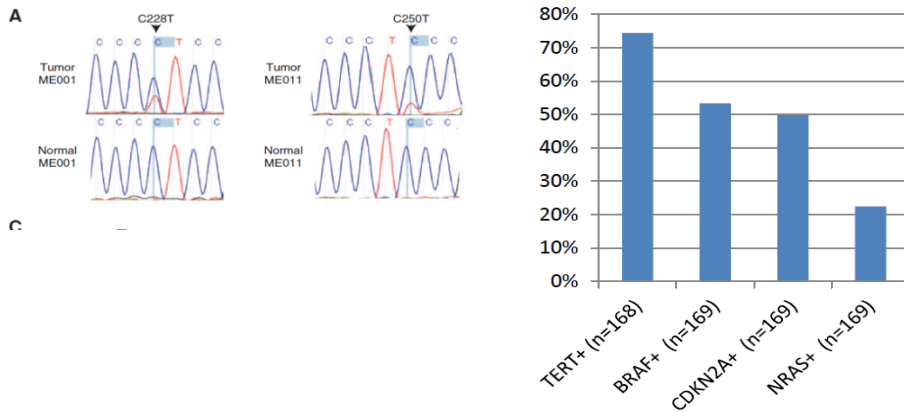 A
C228T
C250T
C C C C T C C
C C C T C C C
Tumor
ME001
Tumor
ME011
C C C C T C C
C C C T C C C
Normal
ME001
Normal
ME011
C
80%
70%
60%
50%
40%
30%
20%
10%
0%
TERT+ (n=168)
BRAF+ (n=169)
CDKN2A+ (n=169)
NRAS+ (n=169)